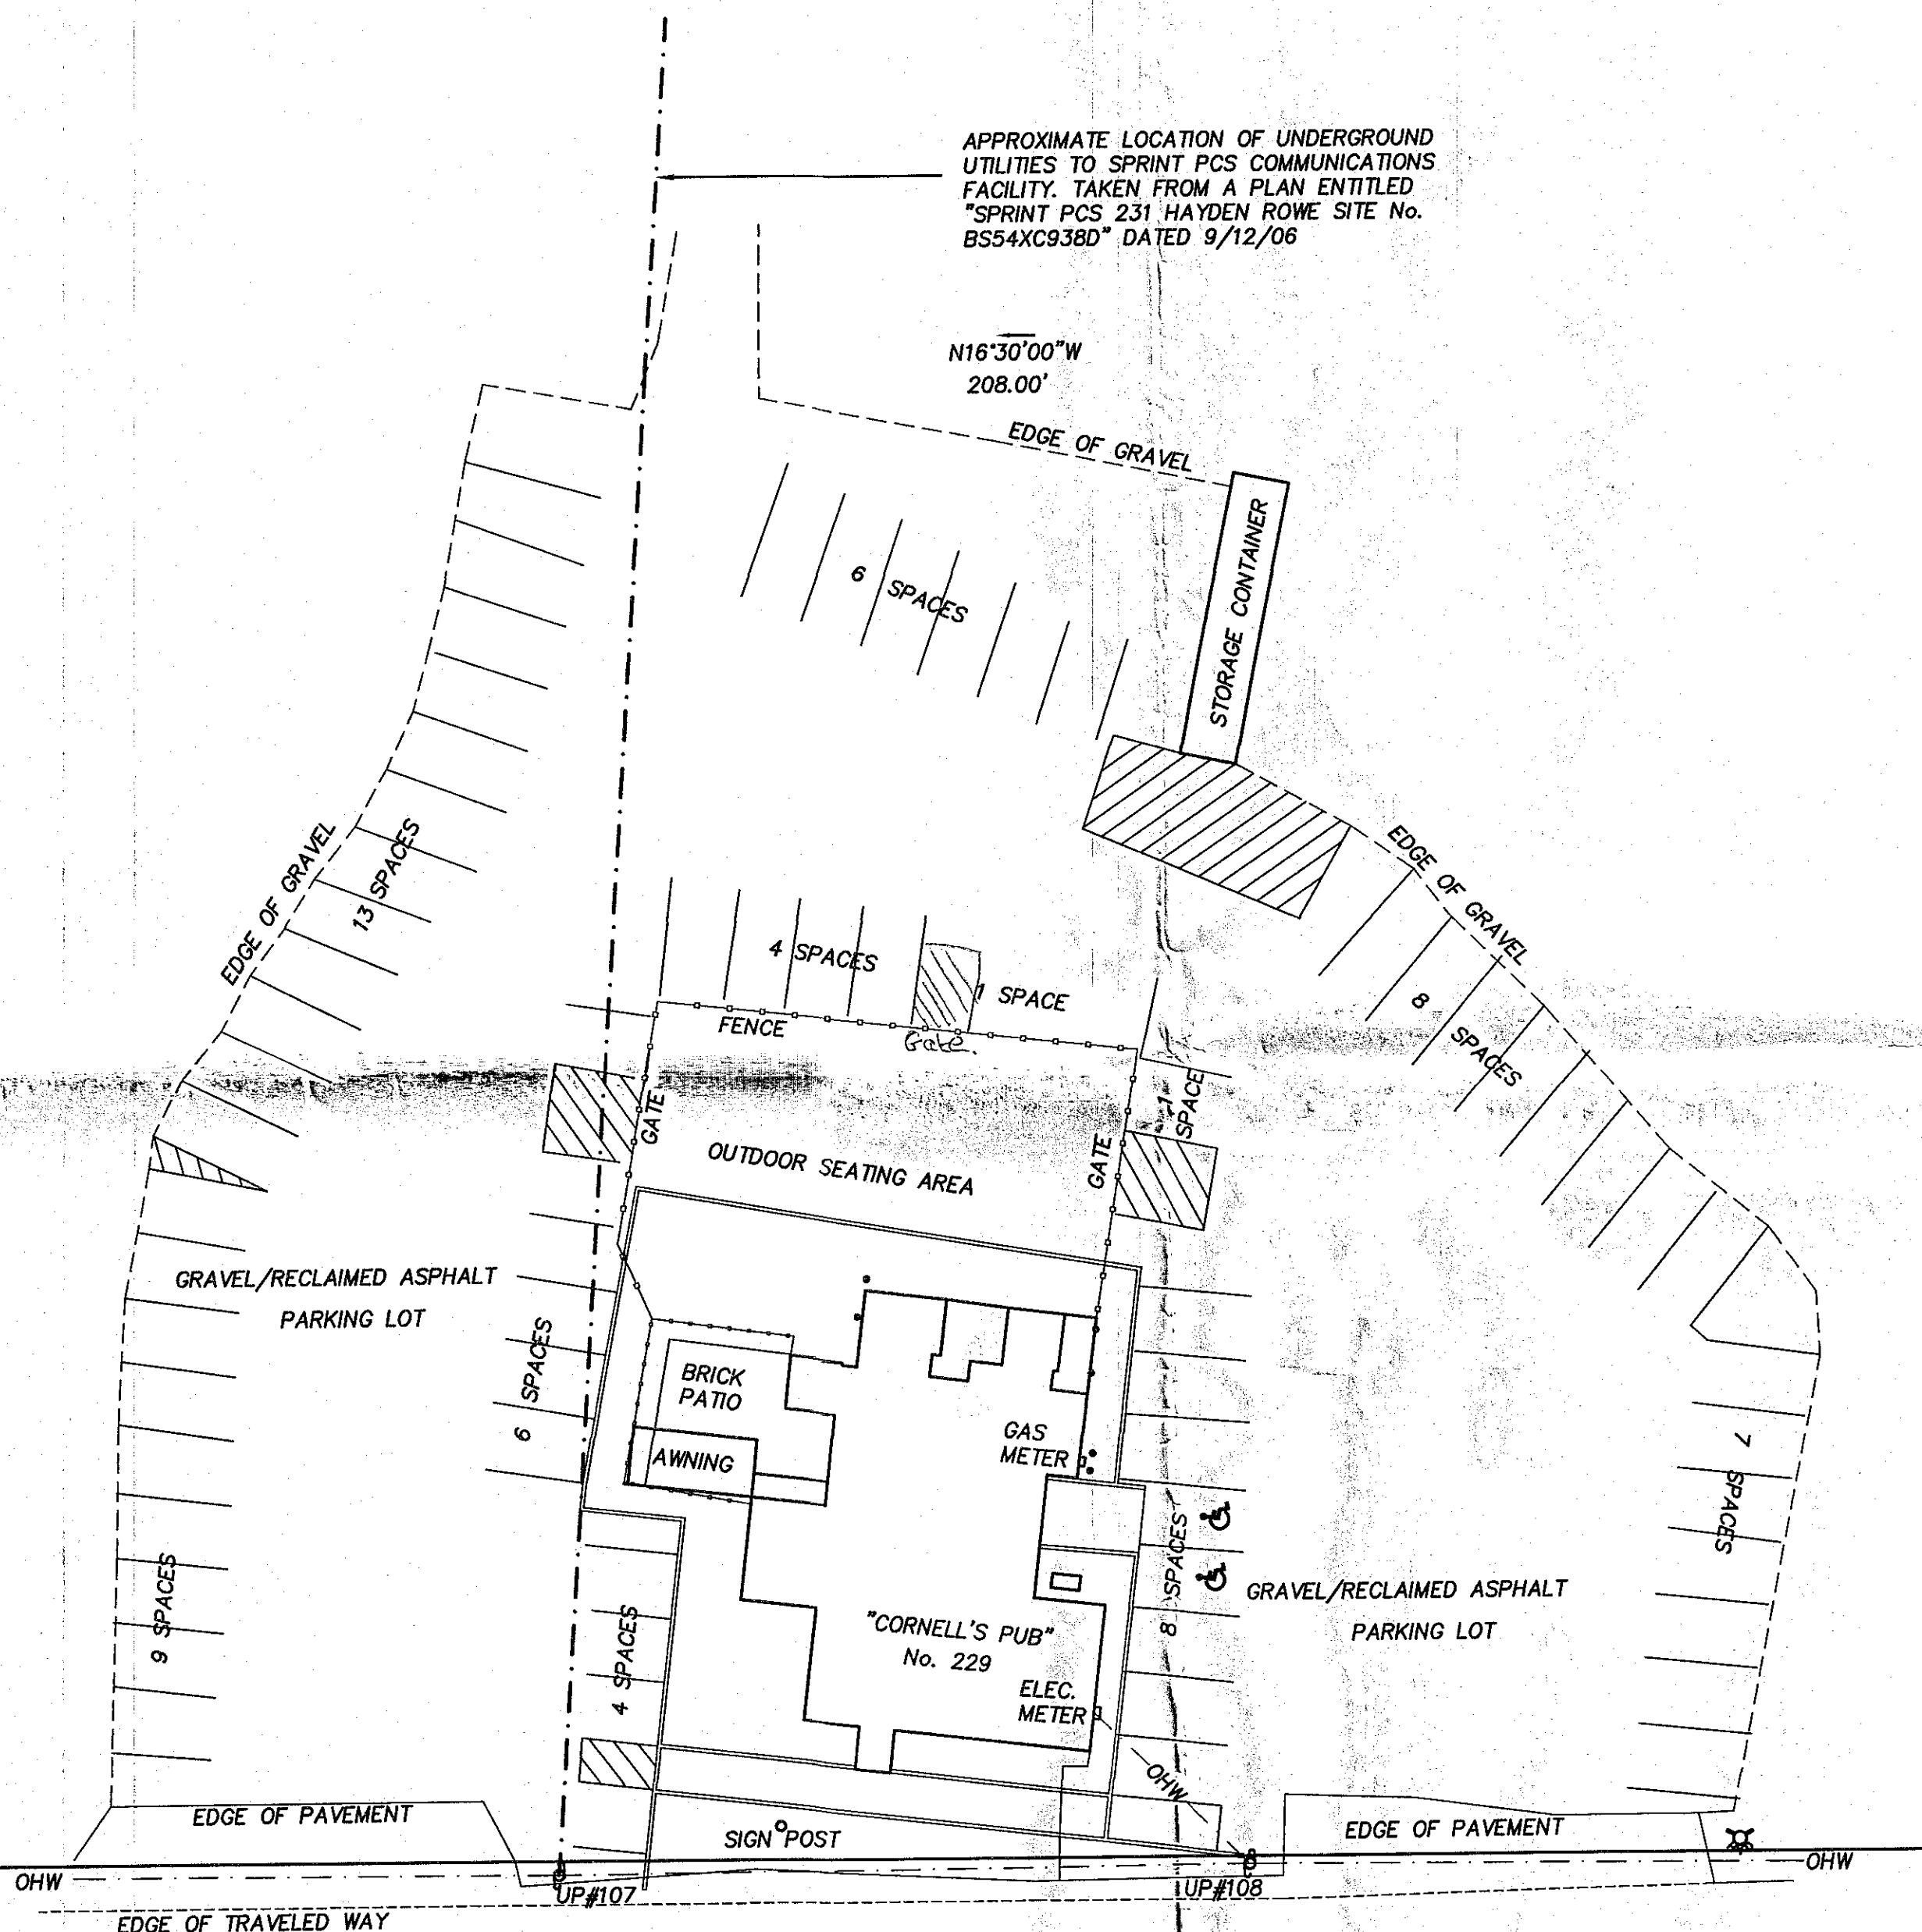 APPROXIMATE LOCATION OF UNDERGROUND
UTILITIES TO SPRINT PCS COMMUNICATIONS
FACILITY. TAKEN FROM A PLAN ENTITLED
"SPRINT PCS 231 HAYDEN ROWE SITE No.
BS54XC938D" DATED 9/12/06
N16°30'00"W
208.00'
EDGE OF GRAVEL
STORAGE CONTAINER
6 SPACES
EDGE OF GRAVEL
13 SPACES
EDGE OF GRAVEL
4 SPACES
1 SPACE
8 SPACES
FENCE
Gate.
GATE
OUTDOOR SEATING AREA
GATE
1
SPACE
GRAVEL/RECLAIMED ASPHALT
PARKING LOT
6 SPACES
BRICK
PATIO
AWNING
GAS
METER
7 SPACES
9 SPACES
4 SPACES
8 SPACES
GRAVEL/RECLAIMED ASPHALT
PARKING LOT
"CORNELL'S PUB"
No. 229
ELEC.
METER
OHW
EDGE OF PAVEMENT
SIGN POST
EDGE OF PAVEMENT
OHW
UP#107
UP#108
OHW
EDGE OF TRAVELED WAY